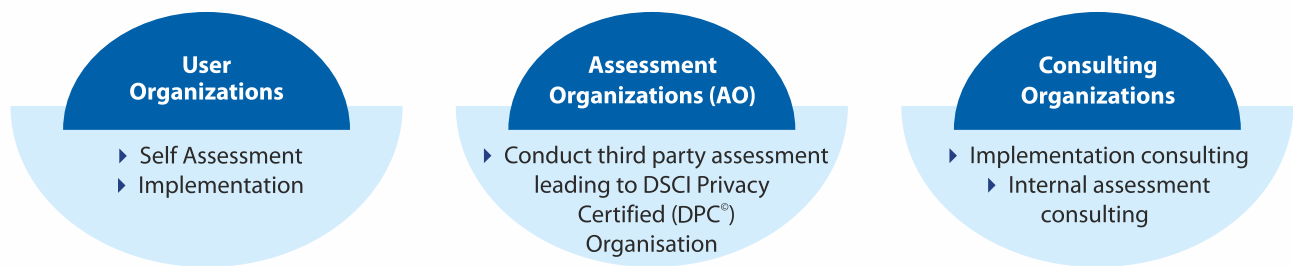 User
Organizations
▸ Self Assessment
▸ Implementation
Assessment
Organizations (AO)
▸ Conduct third party assessment
leading to DSCI Privacy
Certified (DPC©)
Organisation
Consulting
Organizations
▸ Implementation consulting
▸ Internal assessment
consulting